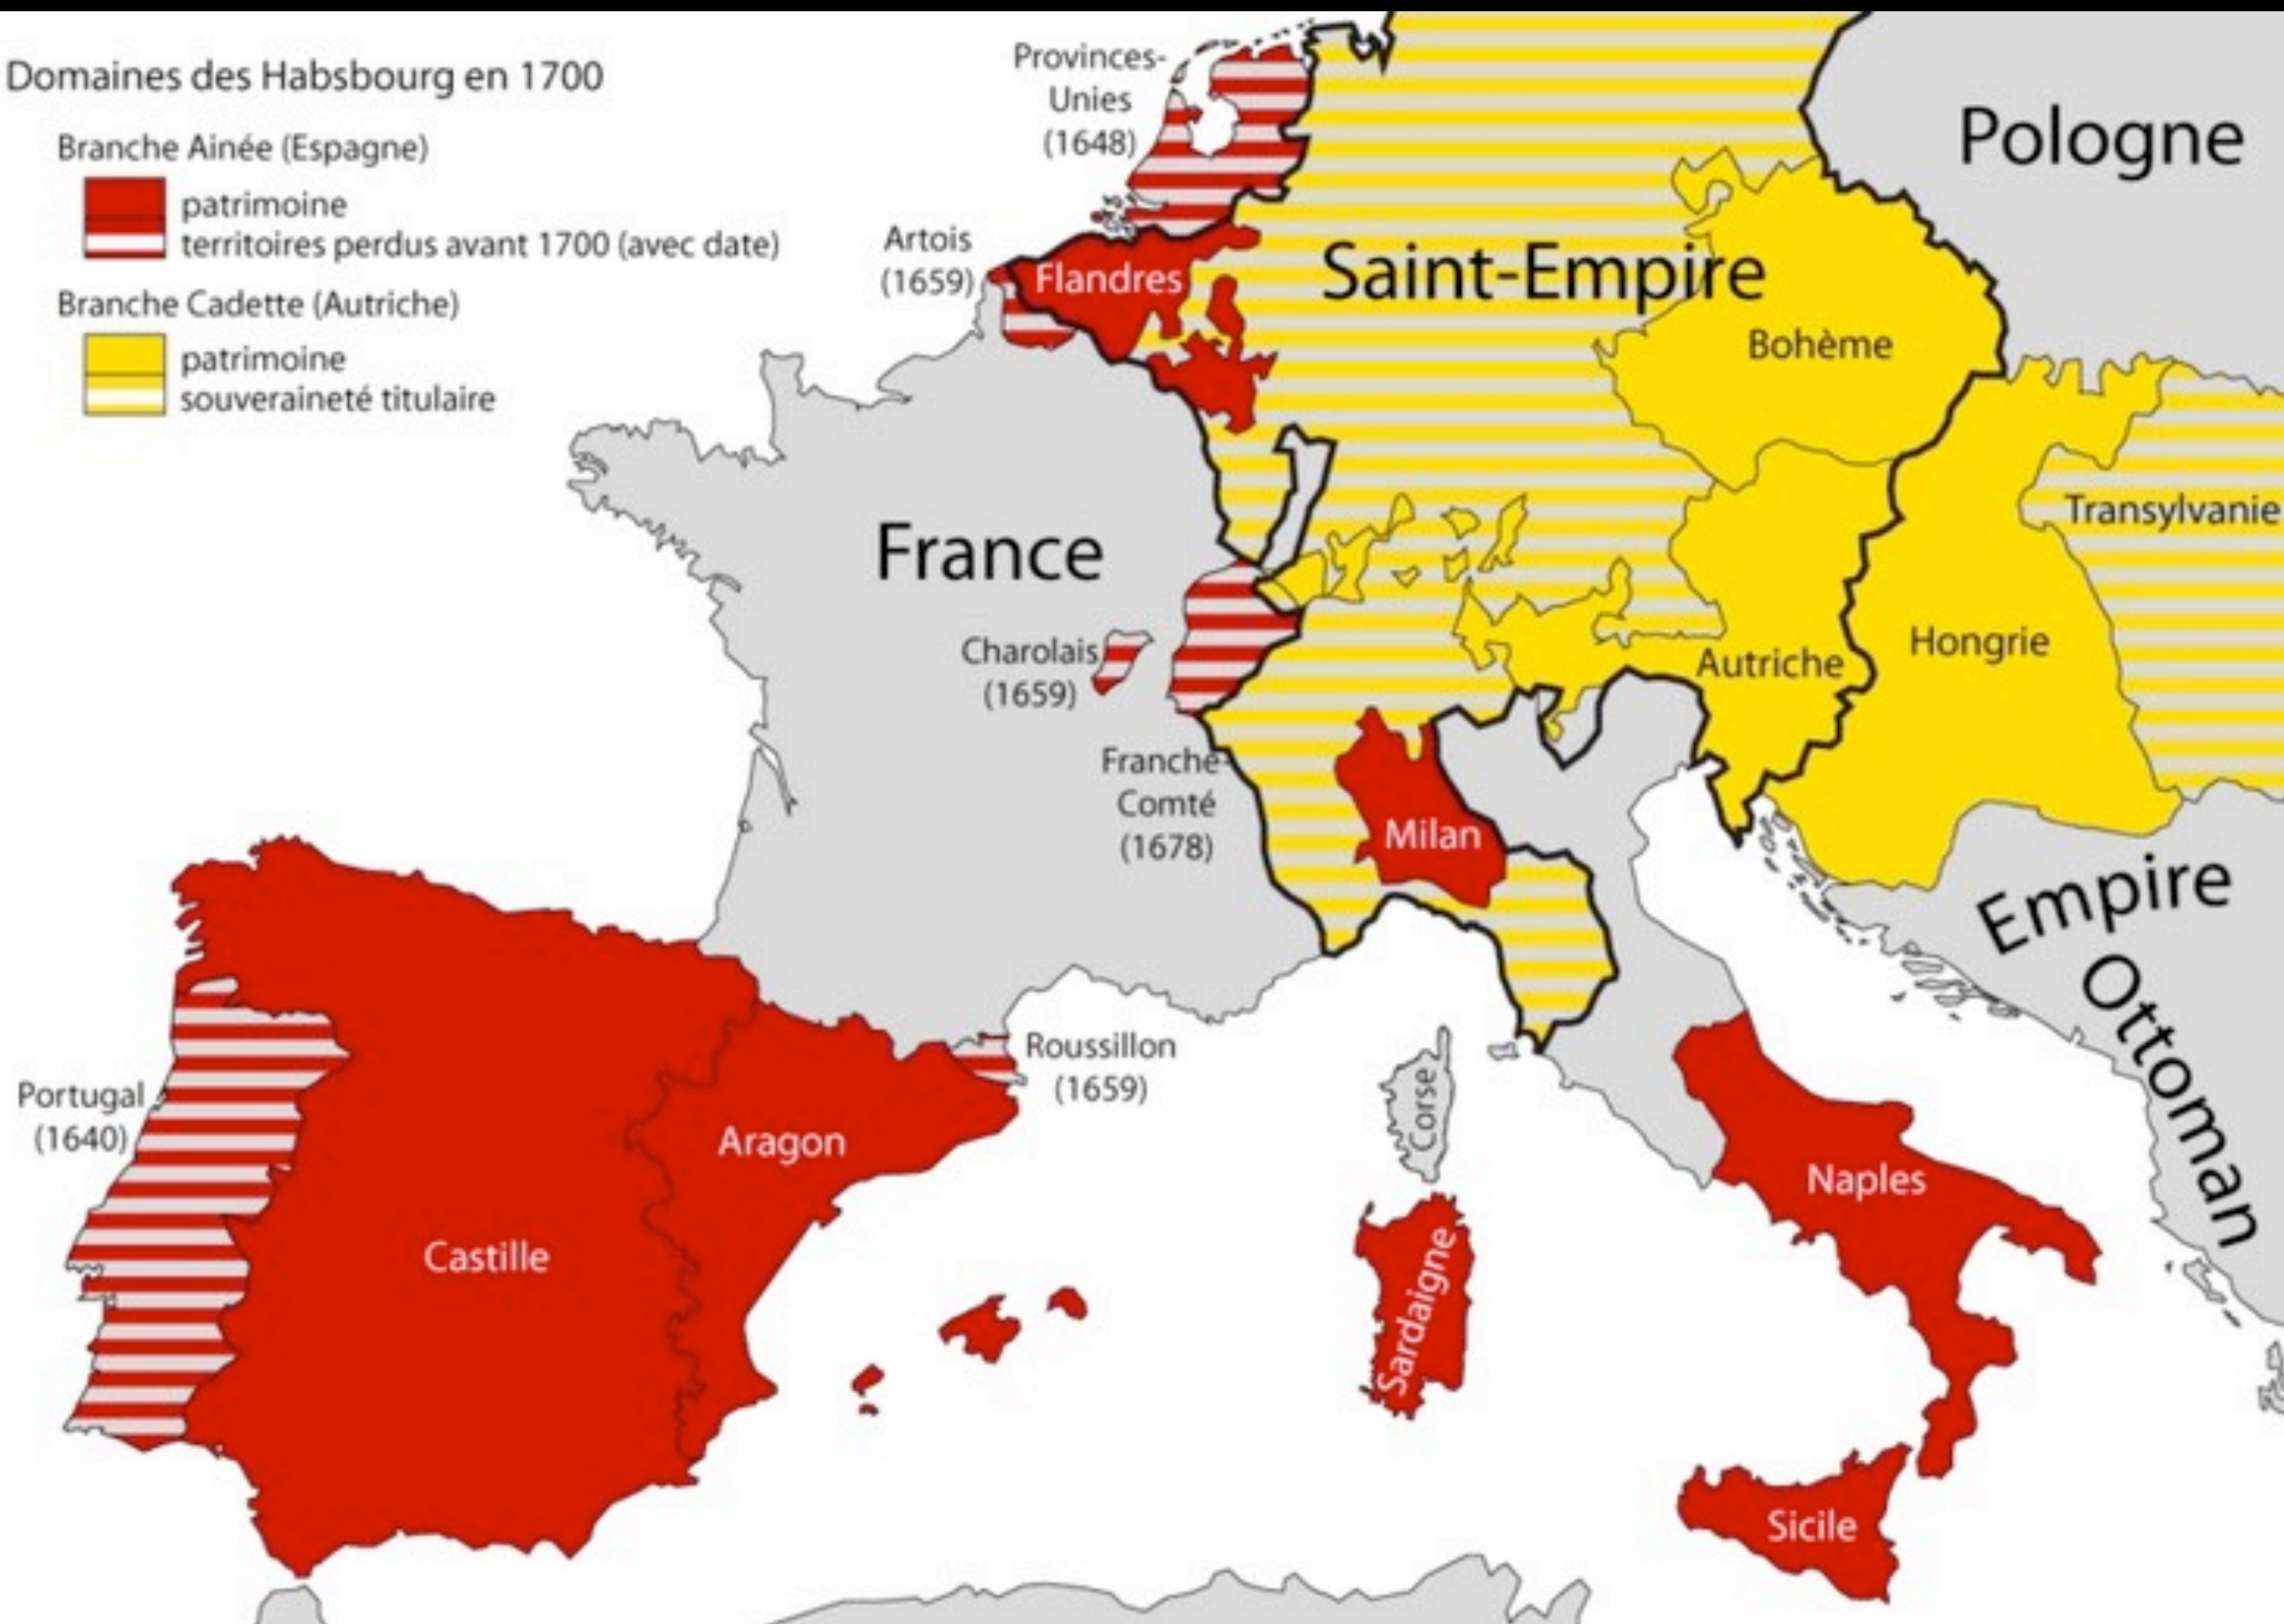 Domaines des Habsbourg en 1700
Branche Ainée (Espagne)
patrimoine
territoires perdus avant 1700 (avec date)
Branche Cadette (Autriche)
patrimoine
souveraineté titulaire
Provinces-
Unies
(1648)
Artois
(1659)
Flandres
Saint-Empire
Pologne
Bohème
Transylvanie
France
Charolais
(1659)
Autriche
Hongrie
Franche-
Comté
(1678)
Milan
Empire
Ottoman
Roussillon
(1659)
Corse
Portugal
(1640)
Aragon
Castille
Sardaigne
Naples
Sicile